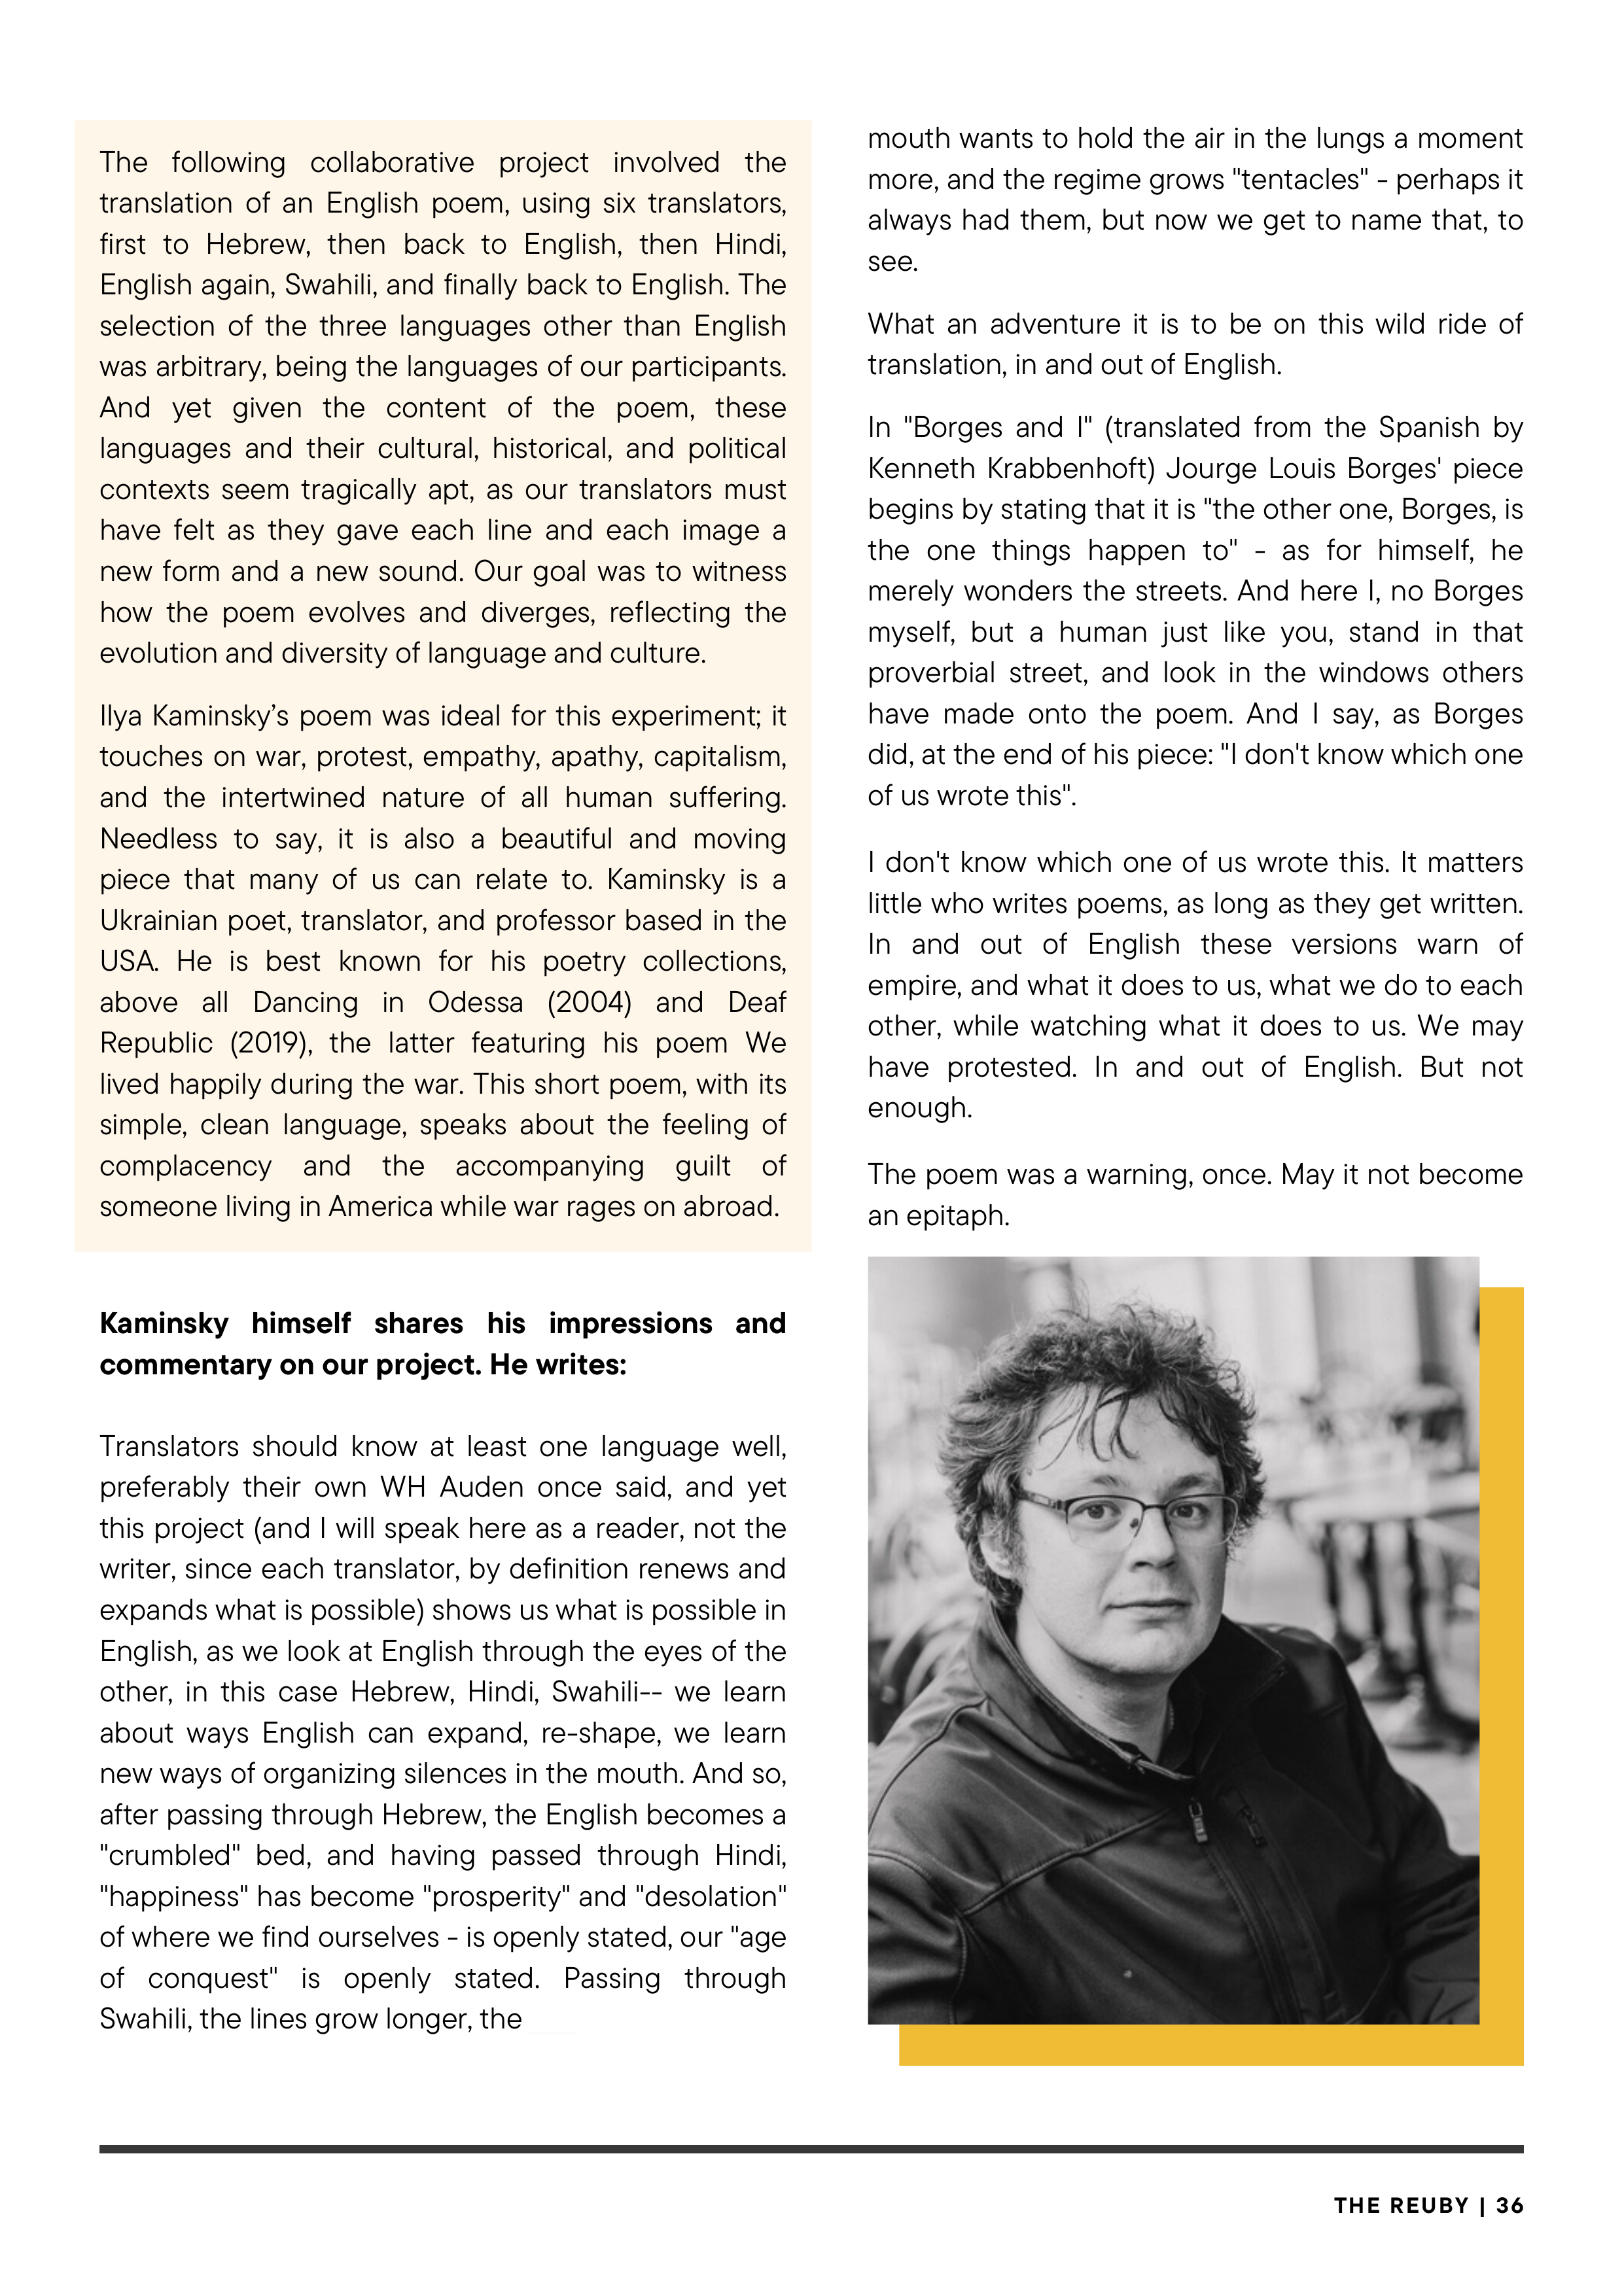 The following collaborative project involved the
translation of an English poem, using six translators,
first to Hebrew, then back to English, then Hindi,
English again, Swahili, and finally back to English. The
selection of the three languages other than English
was arbitrary, being the languages of our participants.
And yet given the content of the poem, these
languages and their cultural, historical, and political
contexts seem tragically apt, as our translators must
have felt as they gave each line and each image a
new form and a new sound. Our goal was to witness
how the poem evolves and diverges, reflecting the
evolution and diversity of language and culture.
Ilya Kaminsky’s poem was ideal for this experiment; it
touches on war, protest, empathy, apathy, capitalism,
and the intertwined nature of all human suffering.
Needless to say, it is also a beautiful and moving
piece that many of us can relate to. Kaminsky is a
Ukrainian poet, translator, and professor based in the
USA. He is best known for his poetry collections,
above all Dancing in Odessa (2004) and Deaf
Republic (2019), the latter featuring his poem We
lived happily during the war. This short poem, with its
simple, clean language, speaks about the feeling of
complacency and the accompanying guilt of
someone living in America while war rages on abroad.
Kaminsky himself shares his impressions and
commentary on our project. He writes:
Translators should know at least one language well,
preferably their own WH Auden once said, and yet
this project (and I will speak here as a reader, not the
writer, since each translator, by definition renews and
expands what is possible) shows us what is possible in
English, as we look at English through the eyes of the
other, in this case Hebrew, Hindi, Swahili-- we learn
about ways English can expand, re-shape, we learn
new ways of organizing silences in the mouth. And so,
after passing through Hebrew, the English becomes a
"crumbled" bed, and having passed through Hindi,
"happiness" has become "prosperity" and "desolation"
of where we find ourselves - is openly stated, our "age
of conquest" is openly stated. Passing through
Swahili, the lines grow longer, the
mouth wants to hold the air in the lungs a moment
more, and the regime grows "tentacles" - perhaps it
always had them, but now we get to name that, to
see.
What an adventure it is to be on this wild ride of
translation, in and out of English.
In "Borges and I" (translated from the Spanish by
Kenneth Krabbenhoft) Jourge Louis Borges' piece
begins by stating that it is "the other one, Borges, is
the one things happen to" - as for himself, he
merely wonders the streets. And here I, no Borges
myself, but a human just like you, stand in that
proverbial street, and look in the windows others
have made onto the poem. And I say, as Borges
did, at the end of his piece: "I don't know which one
of us wrote this".
I don't know which one of us wrote this. It matters
little who writes poems, as long as they get written.
In and out of English these versions warn of
empire, and what it does to us, what we do to each
other, while watching what it does to us. We may
have protested. In and out of English. But not
enough.
The poem was a warning, once. May it not become
an epitaph.
THE REUBY | 36